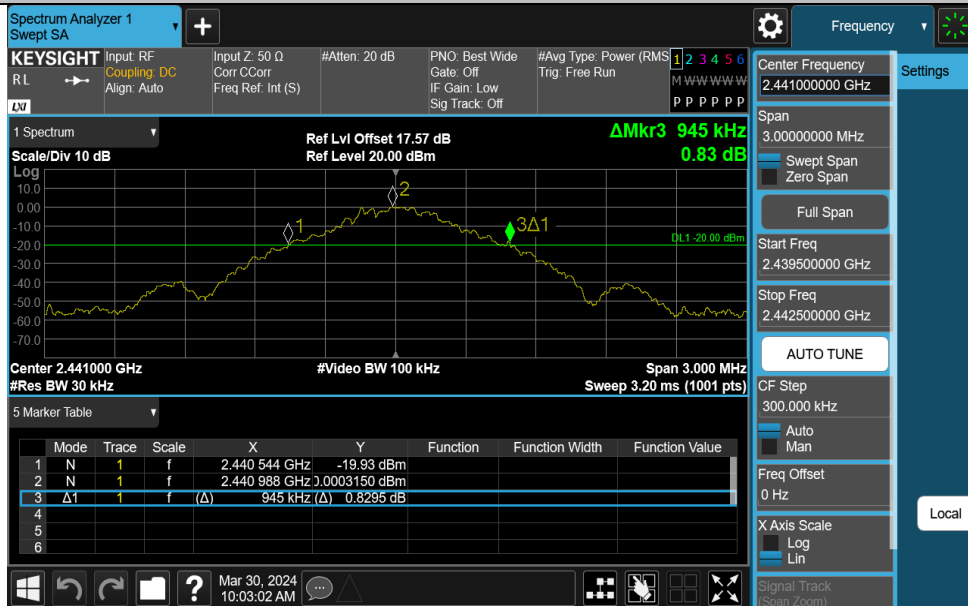 Spectrum Analyzer 1
Swept SA
+
Frequency
KEYSIGHT
RL
LXI
Input: RF
Coupling: DC
Align: Auto
Input Z: 50 Ω
Corr CCorr
Freq Ref: Int (S)
#Atten: 20 dB
PNO: Best Wide
Gate: Off
IF Gain: Low
Sig Track: Off
#Avg Type: Power (RMS
Trig: Free Run
1 2 3 4 5 6
M W W W W W
P P P P P P
1 Spectrum
Scale/Div 10 dB
Ref Lvl Offset 17.57 dB
Ref Level 20.00 dBm
ΔMkr3 945 kHz
0.83 dB
Log
10.0
0.00
-10.0
-20.0
-30.0
-40.0
-50.0
-60.0
-70.0
1
2
3Δ1
DL1 -20.00 dBm
Center 2.441000 GHz
#Video BW 100 kHz
Span 3.000 MHz
#Res BW 30 kHz
Sweep 3.20 ms (1001 pts)
5 Marker Table
Mode Trace Scale X Y Function Function Width Function Value
1 N 1 f 2.440 544 GHz -19.93 dBm
2 N 1 f 2.440 988 GHz 0.0003150 dBm
3 Δ1 1 f (Δ) 945 kHz (Δ) 0.8295 dB
4
5
6
?
Mar 30, 2024
10:03:02 AM
Center Frequency
2.441000000 GHz
Settings
Span
3.00000000 MHz
Swept Span
Zero Span
Full Span
Start Freq
2.439500000 GHz
Stop Freq
2.442500000 GHz
AUTO TUNE
CF Step
300.000 kHz
Auto
Man
Freq Offset
0 Hz
Local
X Axis Scale
Log
Lin
Signal Track
(Span Zoom)